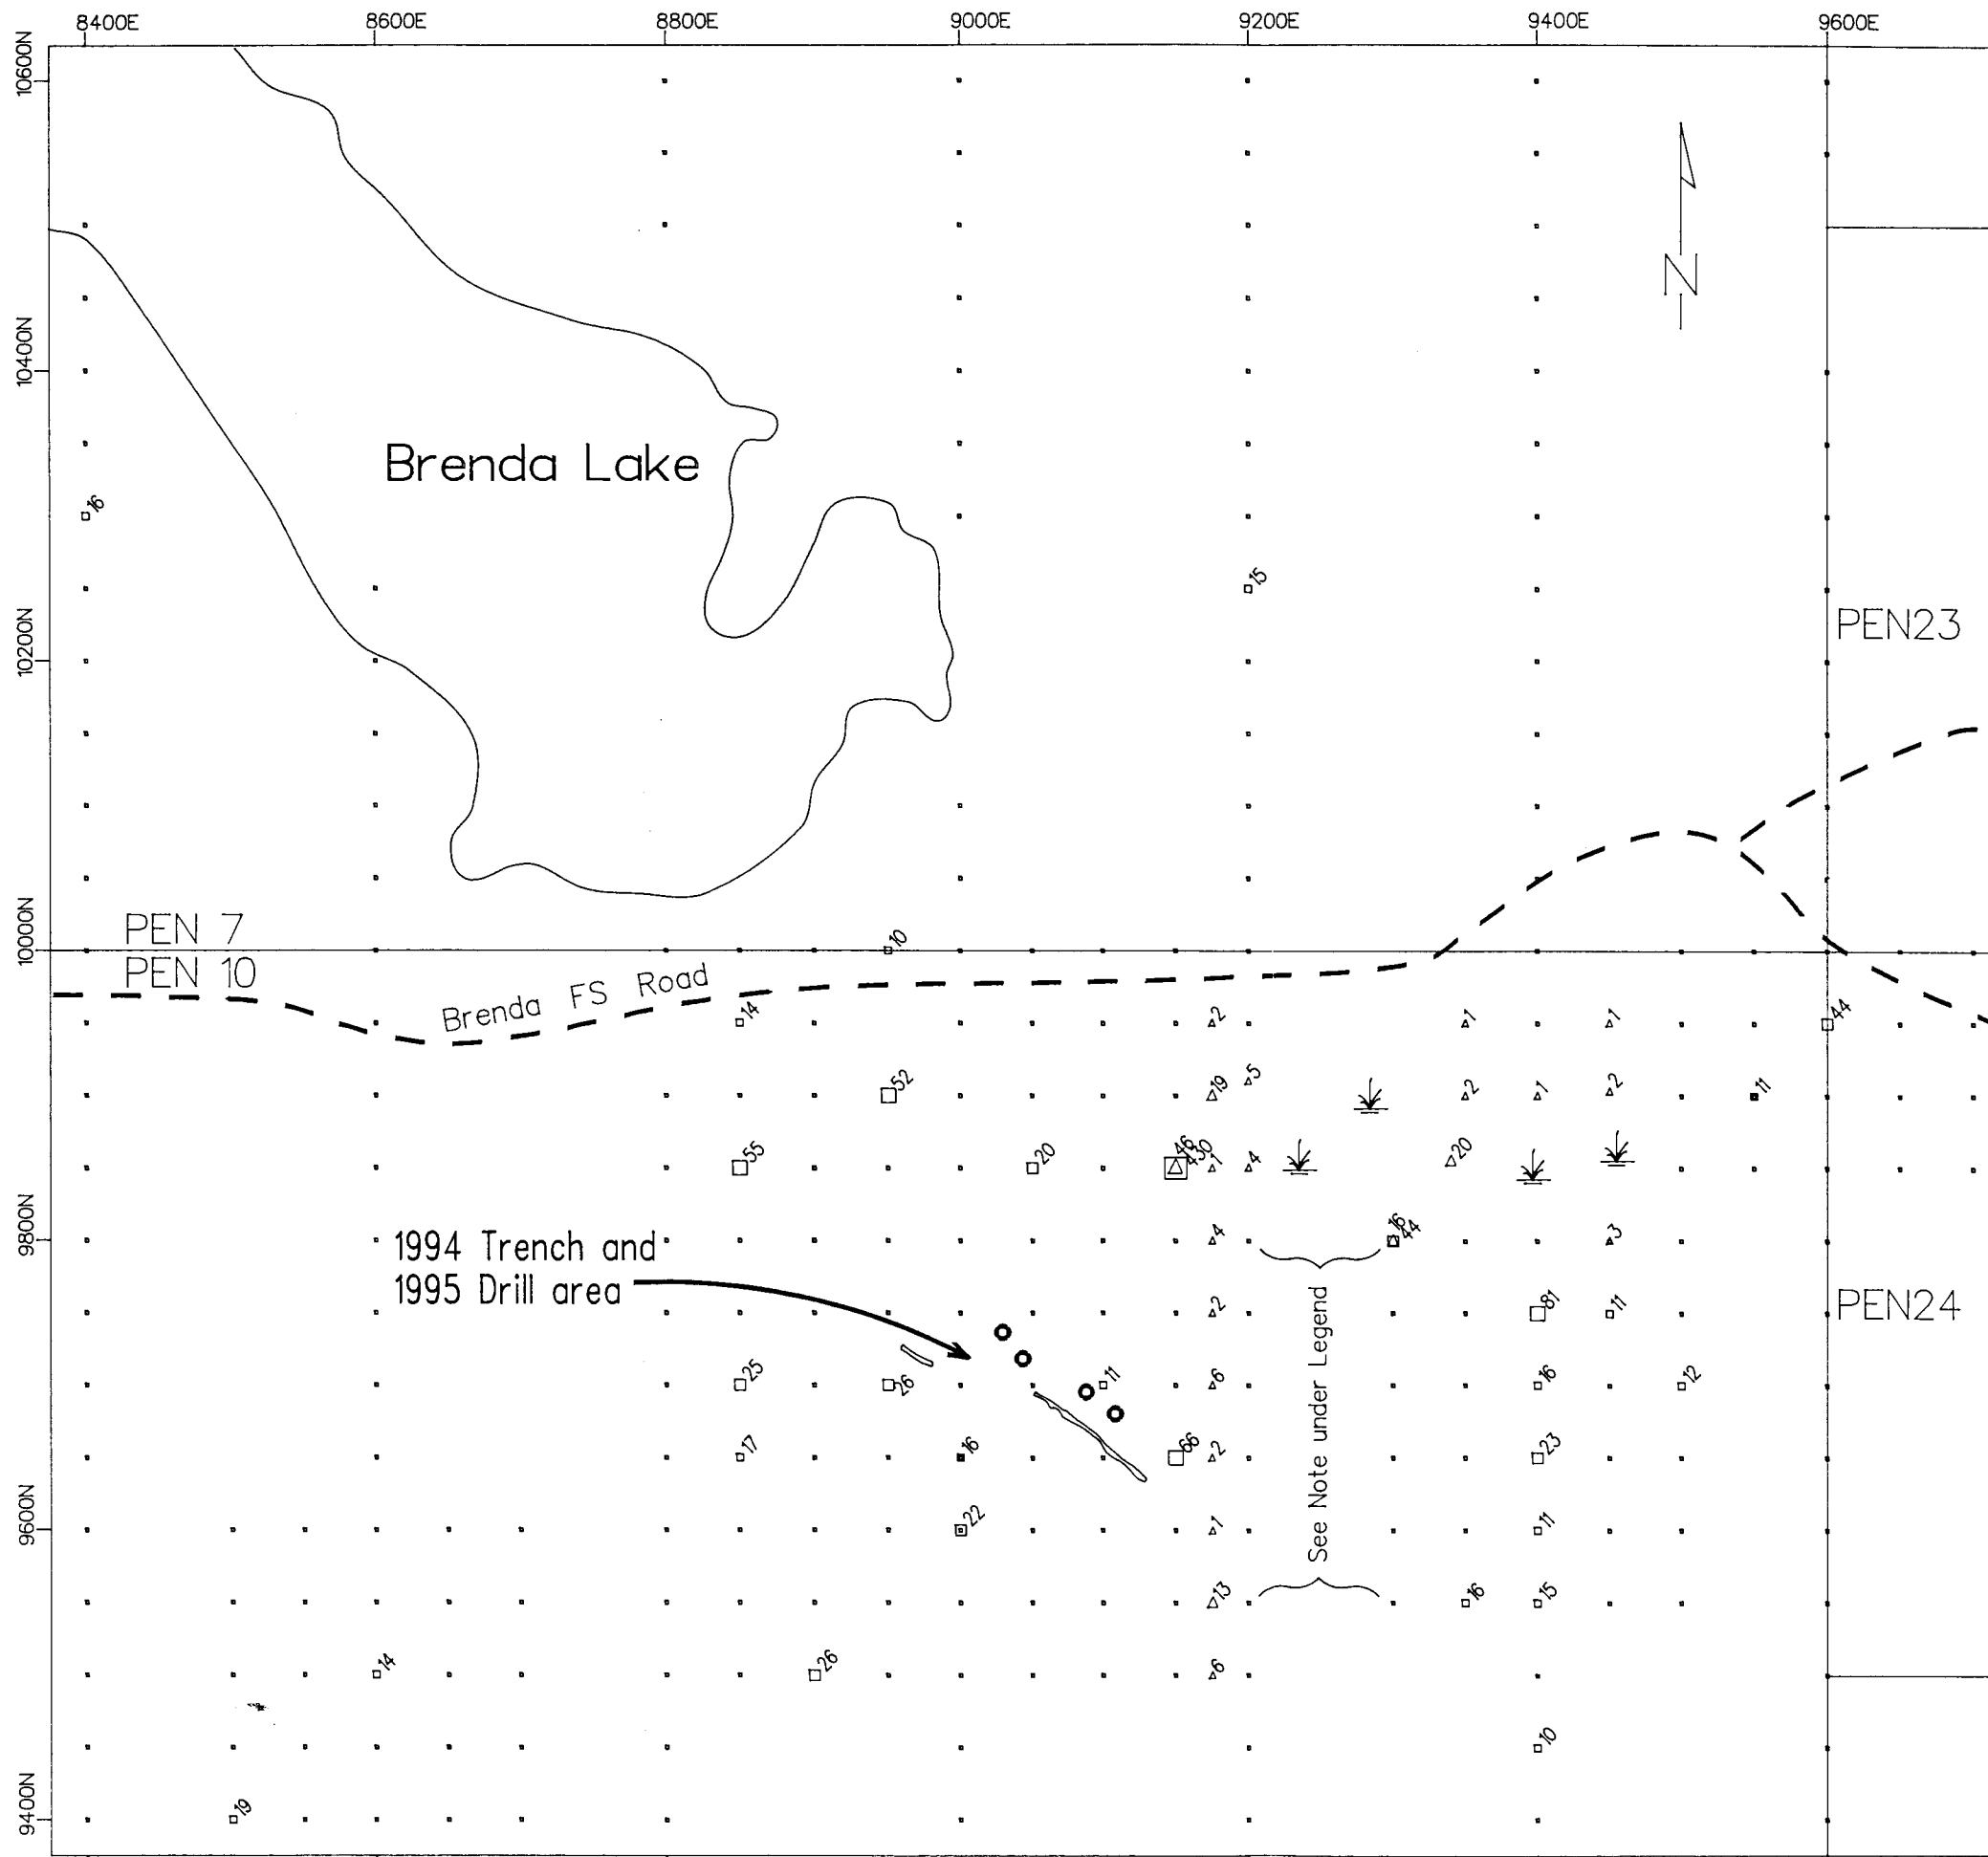 8400E 8600E 8800E 9000E 9200E 9400E 9600E
10600N
10400N
10200N
10000N
9800N
9600N
9400N
N
Brenda Lake
16
15
PEN23
PEN 7
PEN 10
10
Brenda FS Road
14 2 1 1 44
52 19 5 2 1 2 11
55 20 46 430 1 4 20
4 16 44 3
1994 Trench and
1995 Drill area
2 81 11
PEN24
See Note under Legend
25 26 11 6 16 12
17 16 66 2 23
22 1 11
13 16 15
14 26 6
10
19